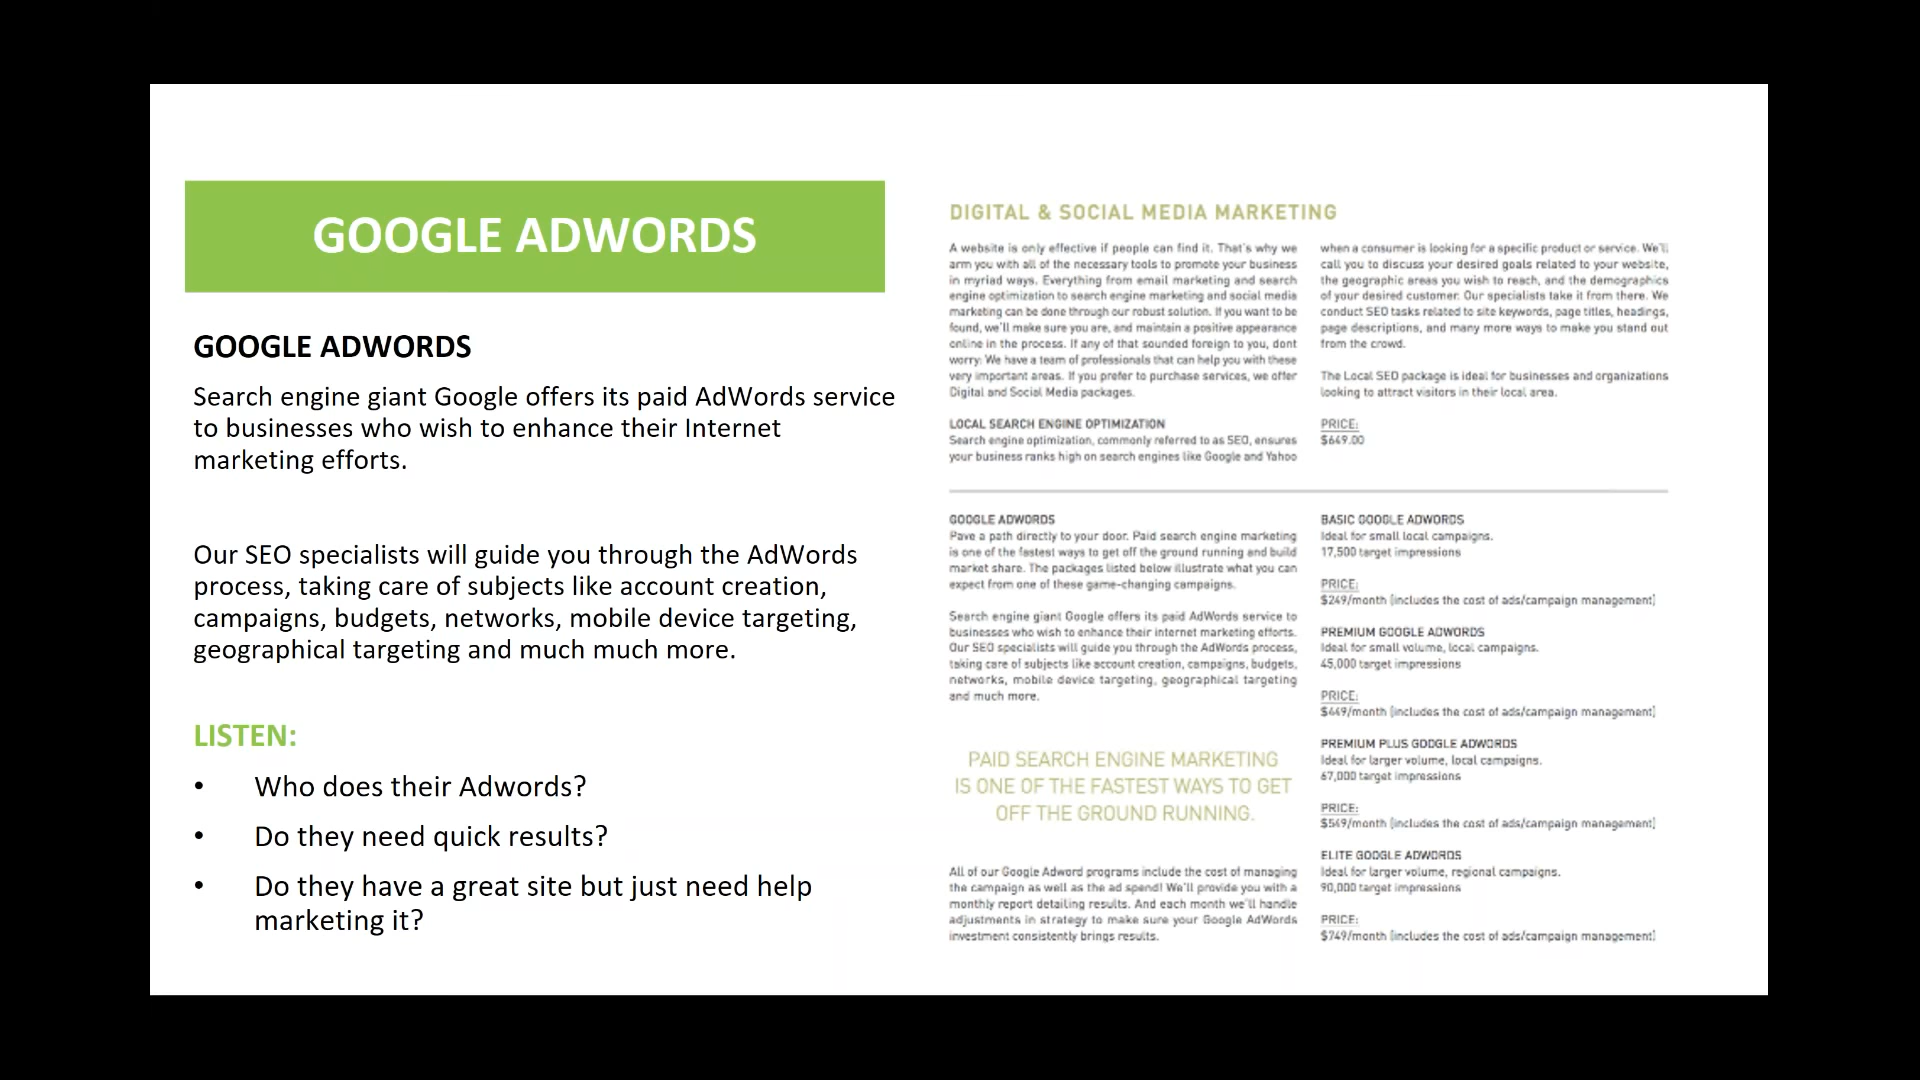 GOOGLE ADWORDS
GOOGLE ADWORDS
Search engine giant Google offers its paid AdWords service
to businesses who wish to enhance their Internet
marketing efforts.
Our SEO specialists will guide you through the AdWords
process, taking care of subjects like account creation,
campaigns, budgets, networks, mobile device targeting,
geographical targeting and much much more.
LISTEN:
• Who does their Adwords?
• Do they need quick results?
• Do they have a great site but just need help
marketing it?
DIGITAL & SOCIAL MEDIA MARKETING
A website is only effective if people can find it. That's why we
arm you with all of the necessary tools to promote your business
in myriad ways. Everything from email marketing and search
engine optimization to search engine marketing and social media
marketing can be done through our robust solution. If you want to be
found, we'll make sure you are, and maintain a positive appearance
online in the process. If any of that sounded foreign to you, dont
worry. We have a team of professionals that can help you with these
very important areas. If you prefer to purchase services, we offer
Digital and Social Media packages.
LOCAL SEARCH ENGINE OPTIMIZATION
Search engine optimization, commonly referred to as SEO, ensures
your business ranks high on search engines like Google and Yahoo
when a consumer is looking for a specific product or service. We'll
call you to discuss your desired goals related to your website,
the geographic areas you wish to reach, and the demographics
of your desired customer. Our specialists take it from there. We
conduct SEO tasks related to site keywords, page titles, headings,
page descriptions, and many more ways to make you stand out
from the crowd.
The Local SEO package is ideal for businesses and organizations
looking to attract visitors in their local area.
PRICE:
$649.00
GOOGLE ADWORDS
Pave a path directly to your door. Paid search engine marketing
is one of the fastest ways to get off the ground running and build
market share. The packages listed below illustrate what you can
expect from one of these game-changing campaigns.
Search engine giant Google offers its paid AdWords service to
businesses who wish to enhance their internet marketing efforts.
Our SEO specialists will guide you through the AdWords process,
taking care of subjects like account creation, campaigns, budgets,
networks, mobile device targeting, geographical targeting
and much more.
PAID SEARCH ENGINE MARKETING
IS ONE OF THE FASTEST WAYS TO GET
OFF THE GROUND RUNNING.
All of our Google Adword programs include the cost of managing
the campaign as well as the ad spend! We'll provide you with a
monthly report detailing results. And each month we'll handle
adjustments in strategy to make sure your Google AdWords
investment consistently brings results.
BASIC GOOGLE ADWORDS
Ideal for small local campaigns.
17,500 target impressions
PRICE:
$249/month (includes the cost of ads/campaign management)
PREMIUM GOOGLE ADWORDS
Ideal for small volume, local campaigns.
45,000 target impressions
PRICE:
$449/month (includes the cost of ads/campaign management)
PREMIUM PLUS GOOGLE ADWORDS
Ideal for larger volume, local campaigns.
67,000 target impressions
PRICE:
$549/month (includes the cost of ads/campaign management)
ELITE GOOGLE ADWORDS
Ideal for larger volume, regional campaigns.
90,000 target impressions
PRICE:
$749/month (includes the cost of ads/campaign management)